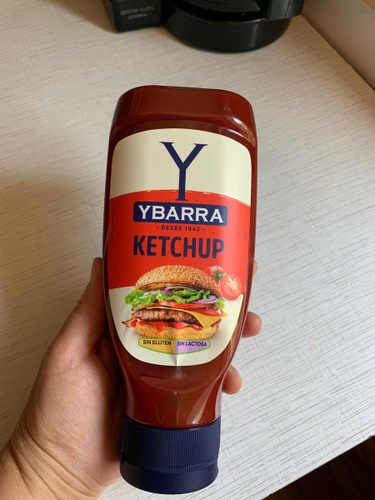 Y
YBARRA
- DESDE 1842 -
KETCHUP
SIN GLUTEN SIN LACTOSA